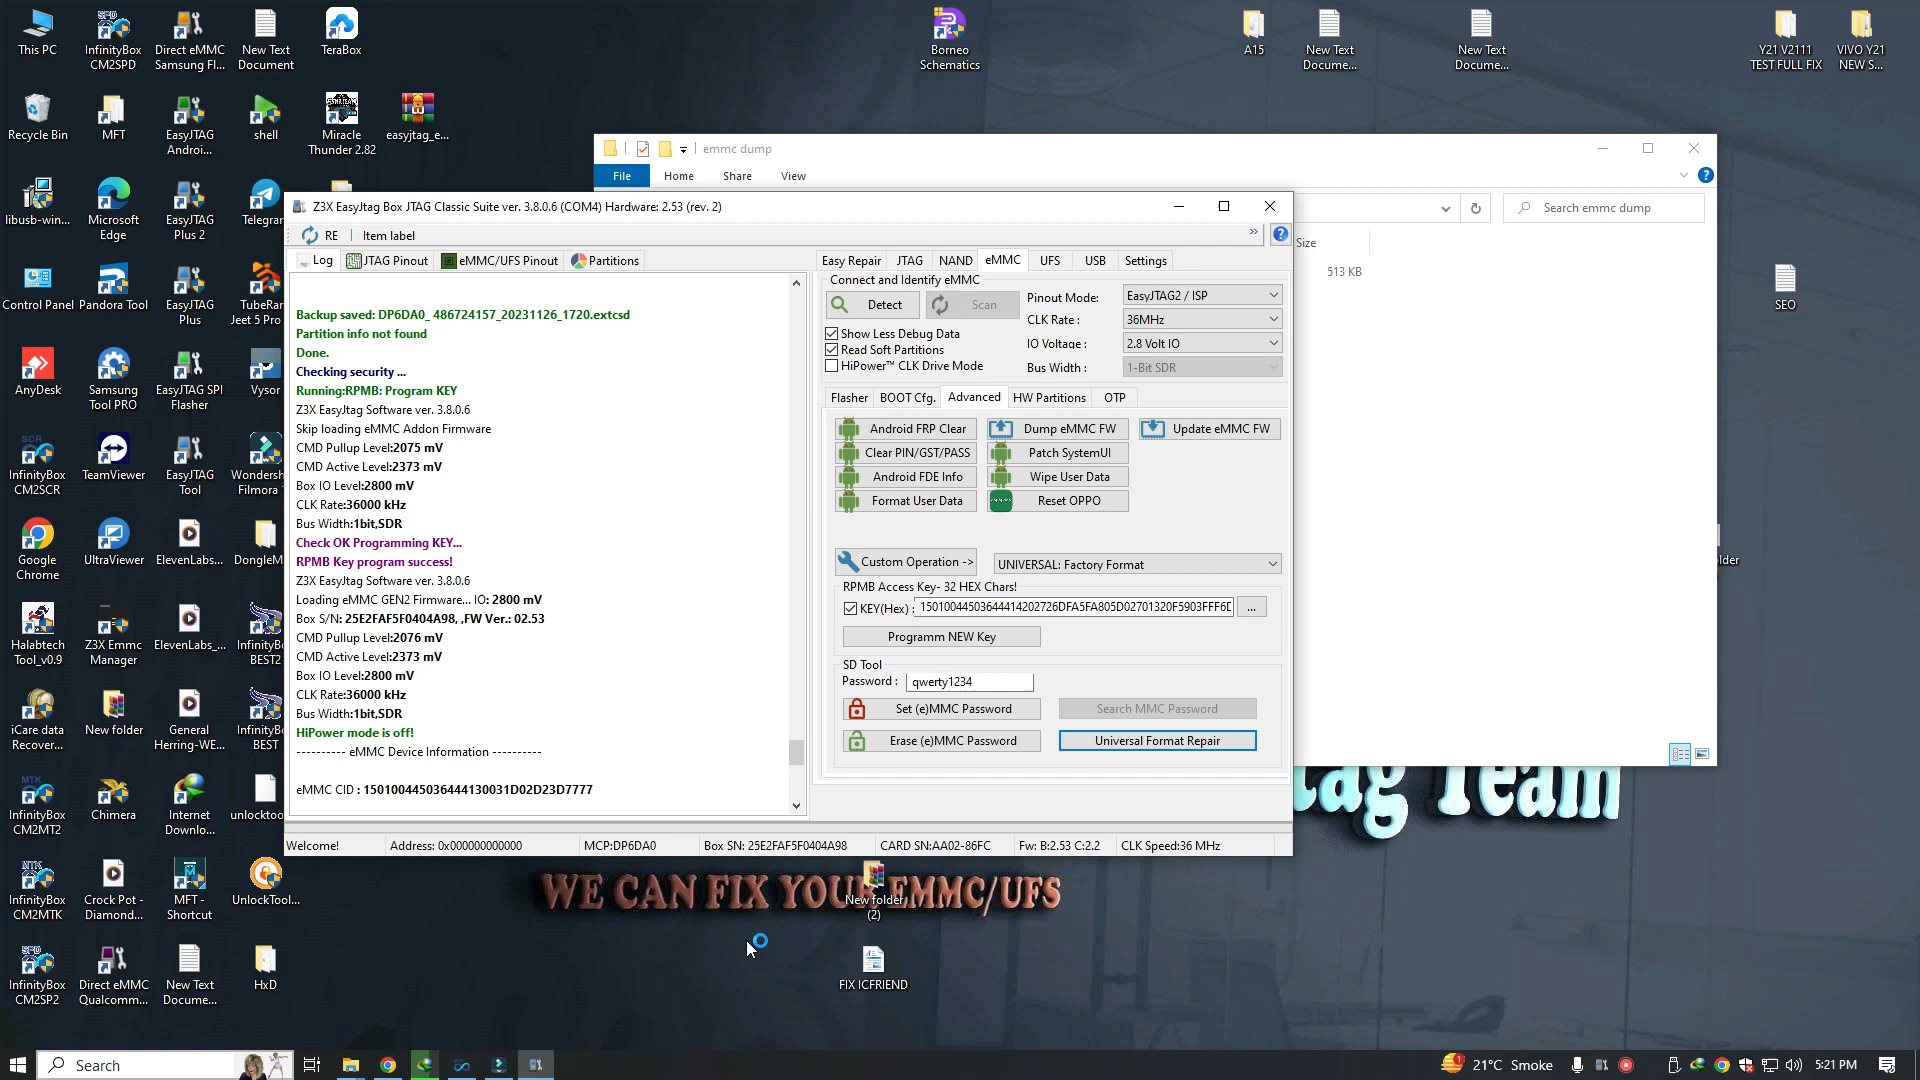 This PC
InfinityBox CM2SPD
Direct eMMC Samsung Fl...
New Text Document
TeraBox
Borneo Schematics
A15
New Text Docume...
New Text Docume...
Y21 V2111 TEST FULL FIX
VIVO Y21 NEW S...
Recycle Bin
MFT
EasyJTAG Androi...
shell
Miracle Thunder 2.82
easyjtag_e...
libusb-win...
Microsoft Edge
EasyJTAG Plus 2
Telegra
Control Panel
Pandora Tool
EasyJTAG Plus
TubeRan
Jeet 5 Pro
AnyDesk
Samsung Tool PRO
EasyJTAG SPI Flasher
Vysor
InfinityBox CM2SCR
TeamViewer
EasyJTAG Tool
Wondersh
Filmora
Google Chrome
UltraViewer
ElevenLabs...
DongleM
Halabtech Tool_v0.9
Z3X Emmc Manager
ElevenLabs_...
InfinityB
BEST2
iCare data Recover...
New folder
General Herring-WE...
InfinityB
BEST
InfinityBox CM2MT2
Chimera
Internet Downlo...
unlocktoo
InfinityBox CM2MTK
Crock Pot - Diamond...
MFT - Shortcut
UnlockTool...
InfinityBox CM2SP2
Direct eMMC Qualcomm...
New Text Docume...
HxD
emmc dump
File
Home
Share
View
Search emmc dump
Size
513 KB
SEO
lder
Z3X EasyJtag Box JTAG Classic Suite ver. 3.8.0.6 (COM4) Hardware: 2.53 (rev. 2)
RE
Item label
»
Log
JTAG Pinout
eMMC/UFS Pinout
Partitions
Backup saved: DP6DA0_ 486724157_20231126_1720.extcsd
Partition info not found
Done.
Checking security ...
Running:RPMB: Program KEY
Z3X EasyJtag Software ver. 3.8.0.6
Skip loading eMMC Addon Firmware
CMD Pullup Level:2075 mV
CMD Active Level:2373 mV
Box IO Level:2800 mV
CLK Rate:36000 kHz
Bus Width:1bit,SDR
Check OK Programming KEY...
RPMB Key program success!
Z3X EasyJtag Software ver. 3.8.0.6
Loading eMMC GEN2 Firmware... IO: 2800 mV
Box S/N: 25E2FAF5F0404A98, ,FW Ver.: 02.53
CMD Pullup Level:2076 mV
CMD Active Level:2373 mV
Box IO Level:2800 mV
CLK Rate:36000 kHz
Bus Width:1bit,SDR
HiPower mode is off!
---------- eMMC Device Information ----------
eMMC CID : 150100445036444130031D02D23D7777
Easy Repair
JTAG
NAND
eMMC
UFS
USB
Settings
Connect and Identify eMMC
Detect
Scan
Pinout Mode:
EasyJTAG2 / ISP
CLK Rate :
36MHz
Show Less Debug Data
IO Voltage :
2.8 Volt IO
Read Soft Partitions
HiPower™ CLK Drive Mode
Bus Width :
1-Bit SDR
Flasher
BOOT Cfg.
Advanced
HW Partitions
OTP
Android FRP Clear
Dump eMMC FW
Update eMMC FW
Clear PIN/GST/PASS
Patch SystemUI
Android FDE Info
Wipe User Data
Format User Data
Reset OPPO
Custom Operation ->
UNIVERSAL: Factory Format
RPMB Access Key- 32 HEX Chars!
KEY(Hex) :
15010044503644414202726DFA5FA805D02701320F5903FFF6D
...
Programm NEW Key
SD Tool
Password :
qwerty1234
Set (e)MMC Password
Search MMC Password
Erase (e)MMC Password
Universal Format Repair
Welcome!
Address: 0x000000000000
MCP:DP6DA0
Box SN: 25E2FAF5F0404A98
CARD SN:AA02-86FC
Fw: B:2.53 C:2.2
CLK Speed:36 MHz
tag Team
WE CAN FIX YOUR EMMC/UFS
New folder (2)
FIX ICFRIEND
Search
21°C Smoke
5:21 PM